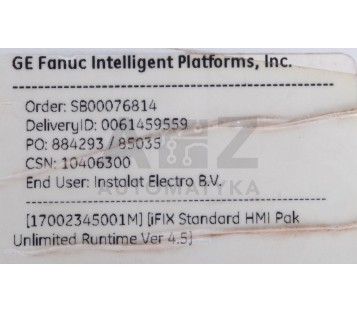 GE Fanuc Intelligent Platforms, Inc.
Order: SB00076814
DeliveryID: 0061459559
PO: 884293 / 85035
CSN: 10406300
End User: Instalat Electro B.V.
AUTOMATYKA
[17002345001M] [iFIX Standard HMI Pak
Unlimited Runtime Ver 4.5]